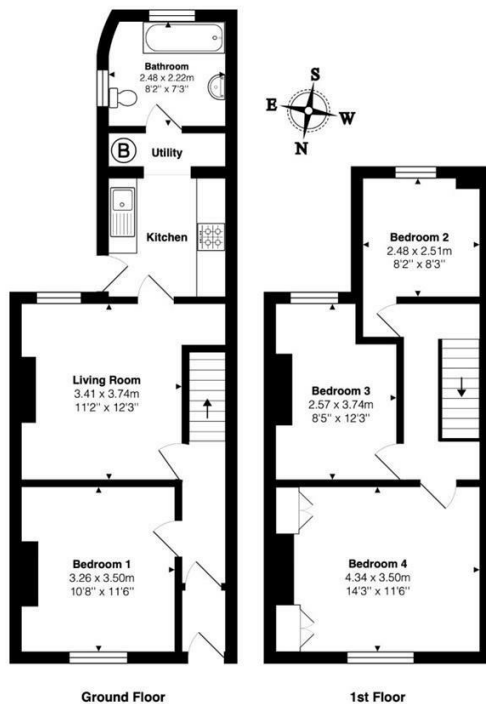 Bathroom
2.48 x 2.22m
8'2" x 7'3"
B
Utility
Kitchen
Living Room
3.41 x 3.74m
11'2" x 12'3"
Bedroom 1
3.26 x 3.50m
10'8" x 11'6"
Ground Floor
S
E
W
N
Bedroom 2
2.48 x 2.51m
8'2" x 8'3"
Bedroom 3
2.57 x 3.74m
8'5" x 12'3"
Bedroom 4
4.34 x 3.50m
14'3" x 11'6"
1st Floor